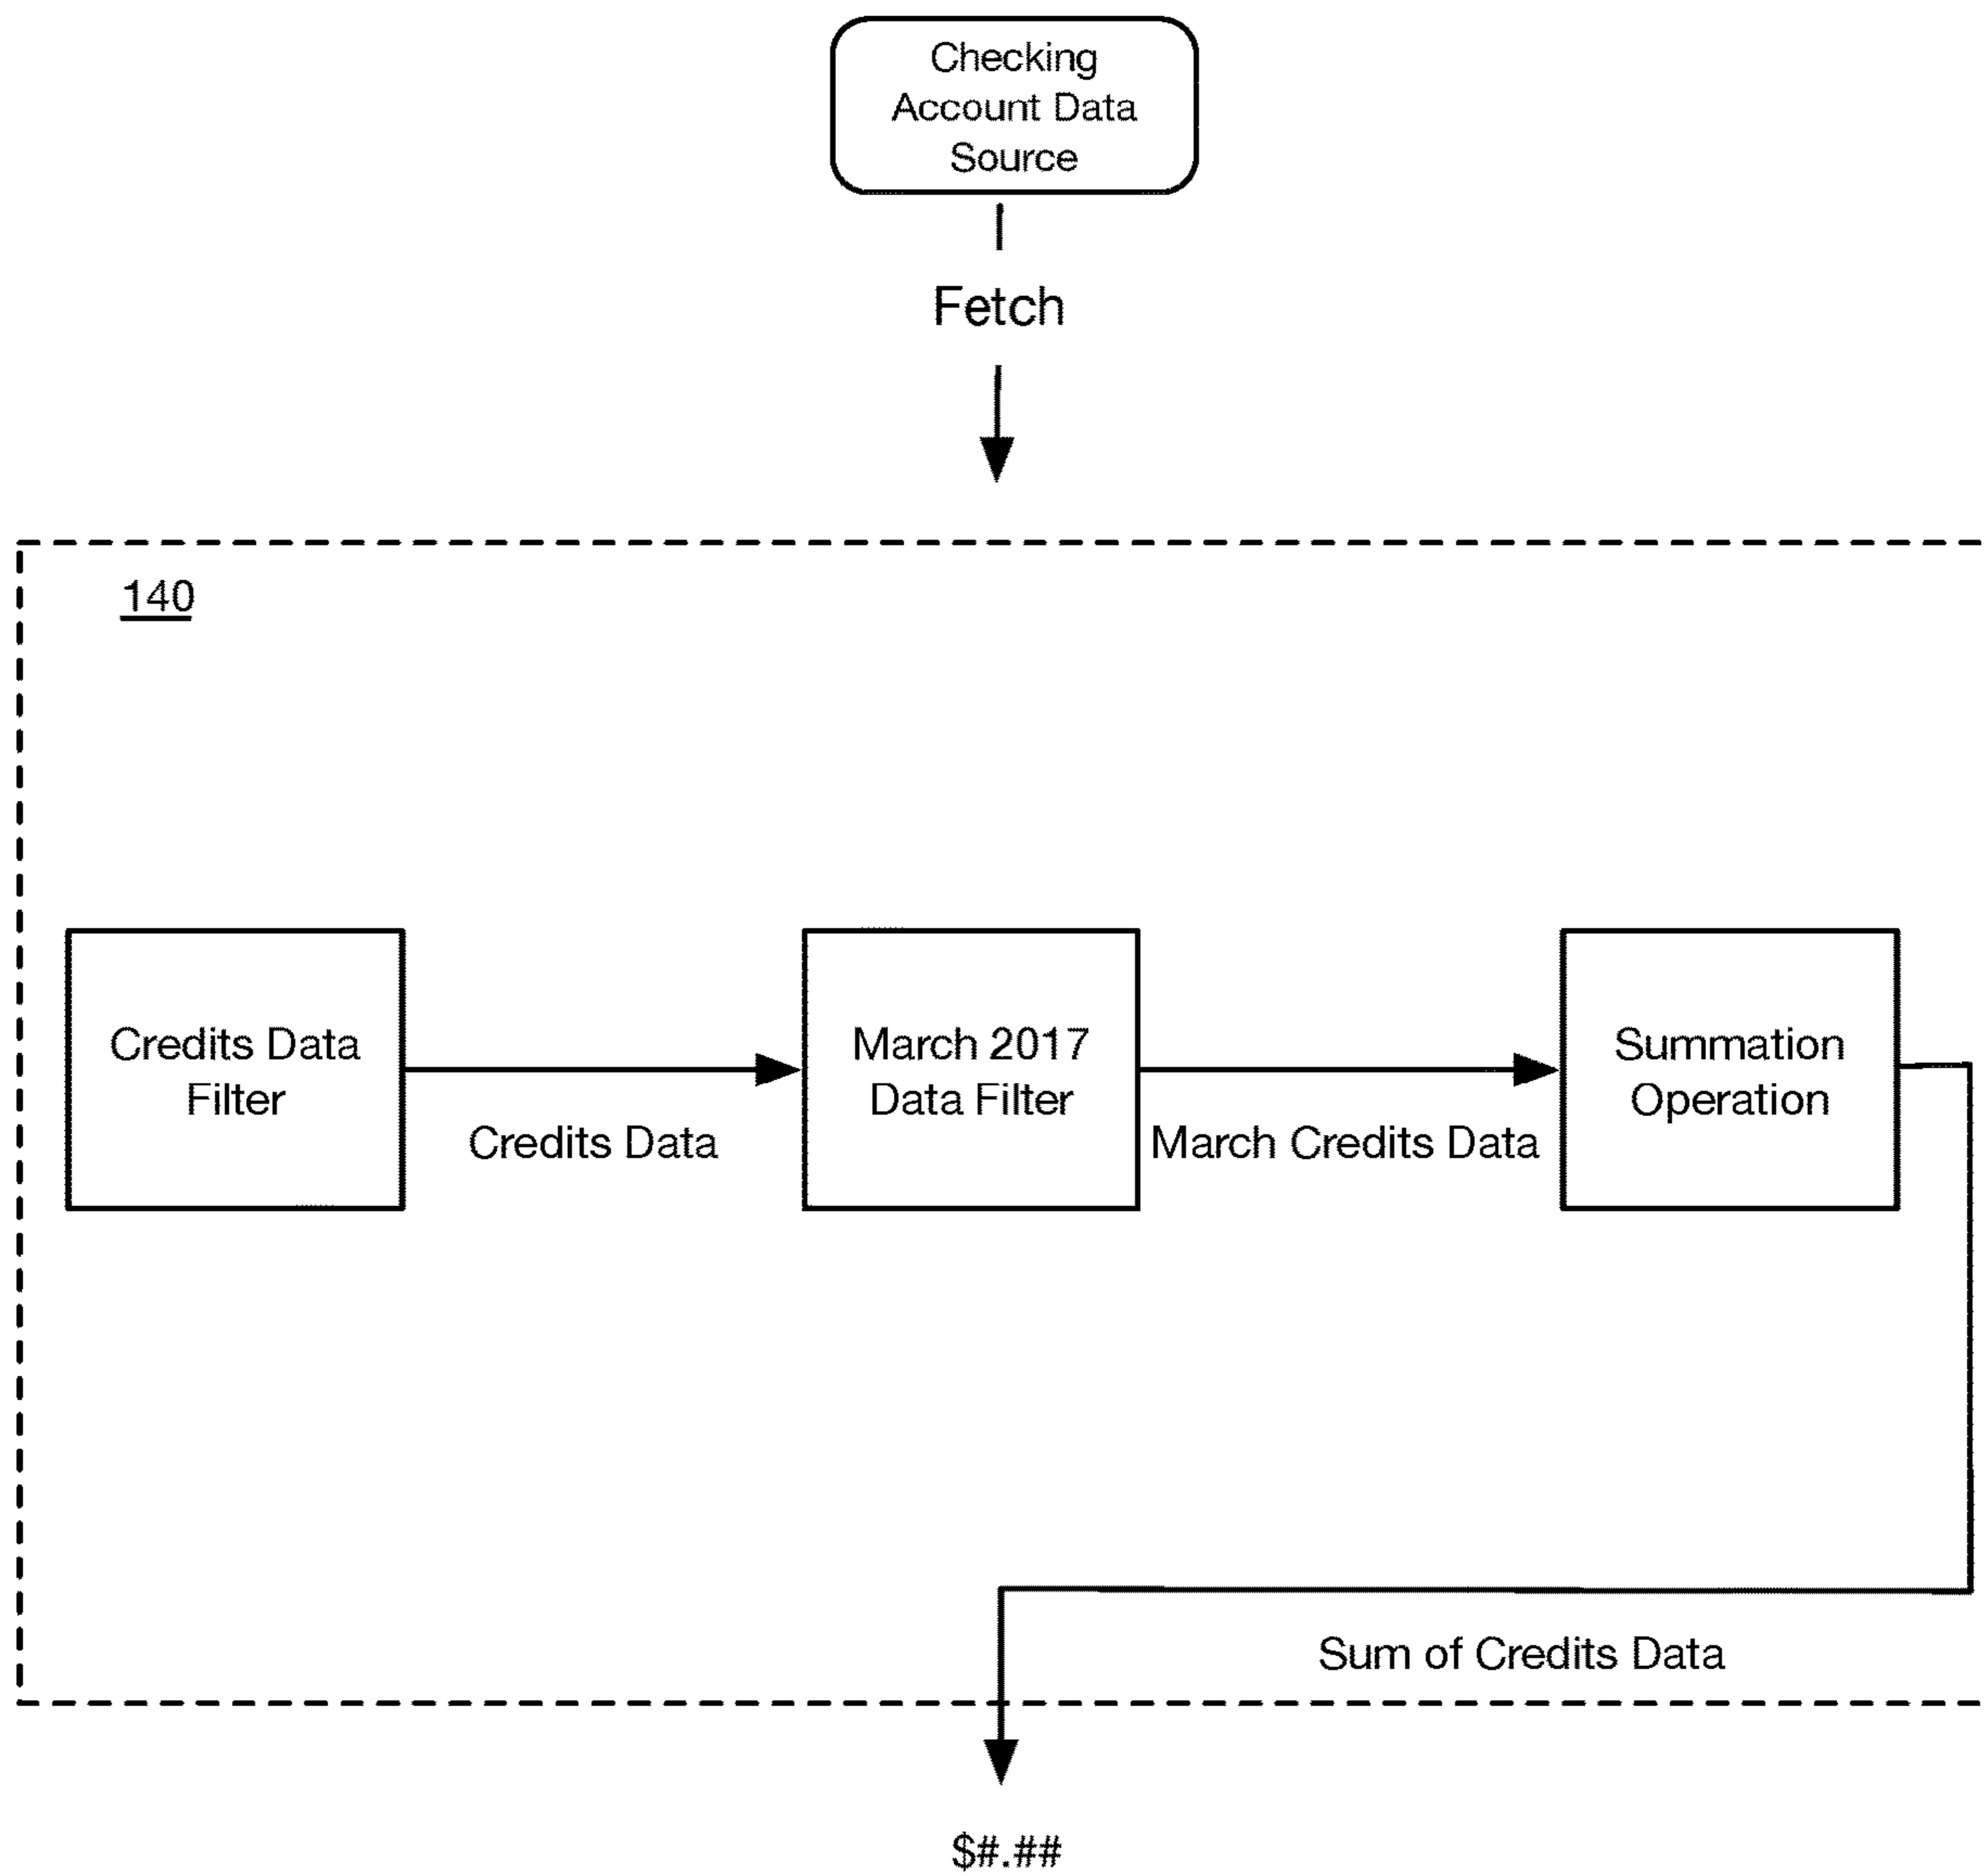 Checking
Account Data
Source
Fetch
140
Credits Data
Filter
Credits Data
March 2017
Data Filter
March Credits Data
Summation
Operation
Sum of Credits Data
$#.##